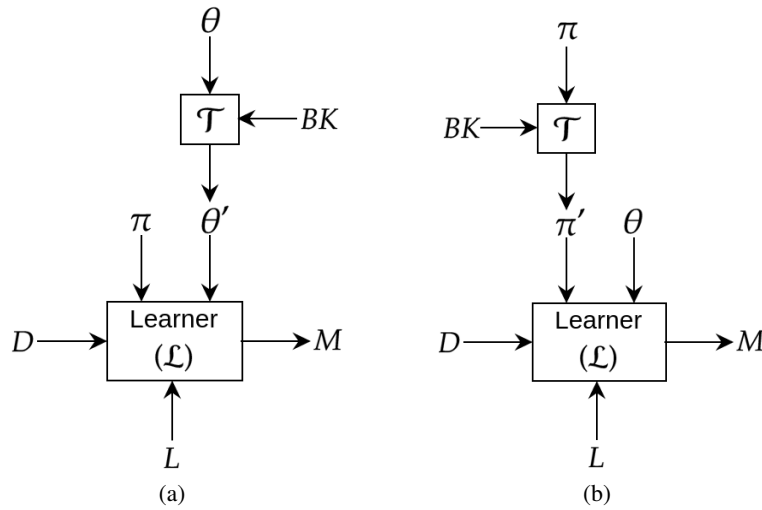 θ
𝒯
BK
π
θ′
Learner
(𝓛)
D
M
L
(a)
π
BK
𝒯
π′
θ
Learner
(𝓛)
D
M
L
(b)